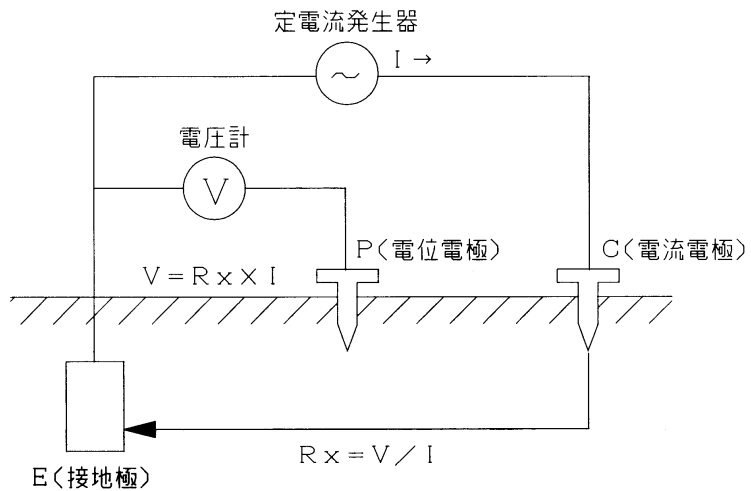 定電流発生器
I →
～
電圧計
V
P(電位電極)
C(電流電極)
V=Rx×I
Rx=V/I
E(接地極)